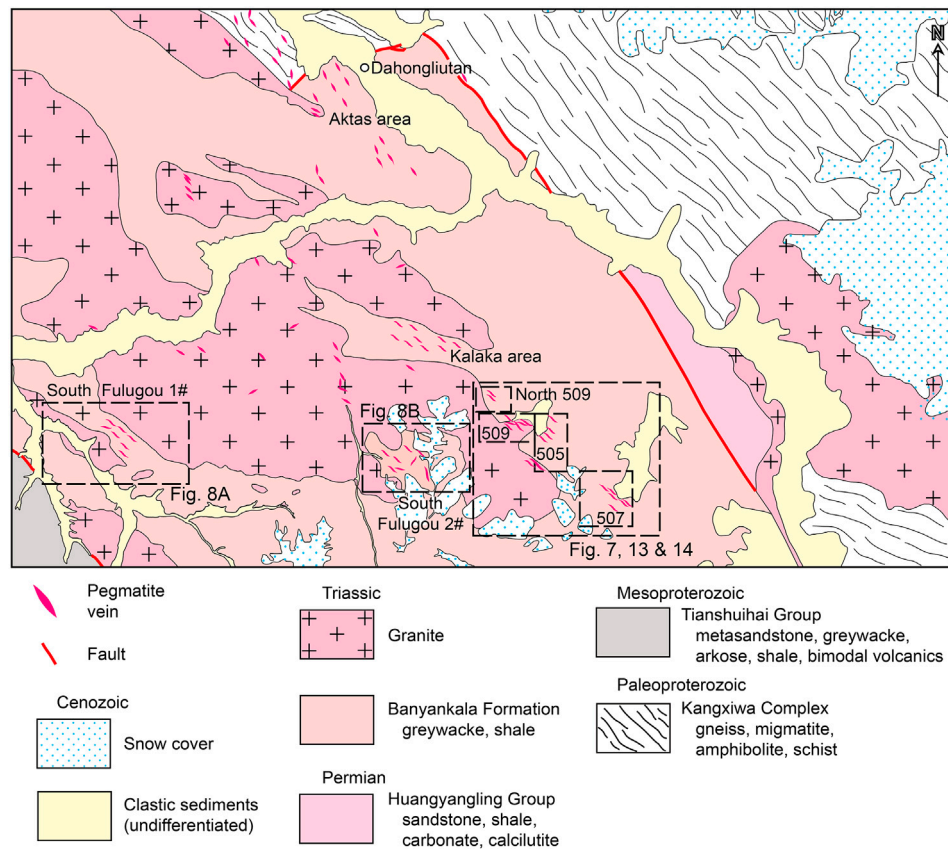 N
Dahongliutan
Aktas area
Kalaka area
South Fulugou 1#
North 509
Fig. 8B
509
505
Fig. 8A
South
Fulugou 2#
507
Fig. 7, 13 & 14
Pegmatite
vein
Fault
Cenozoic
Snow cover
Clastic sediments
(undifferentiated)
Triassic
Granite
Banyankala Formation
greywacke, shale
Permian
Huangyangling Group
sandstone, shale,
carbonate, calcilutite
Mesoproterozoic
Tianshuihai Group
metasandstone, greywacke,
arkose, shale, bimodal volcanics
Paleoproterozoic
Kangxiwa Complex
gneiss, migmatite,
amphibolite, schist